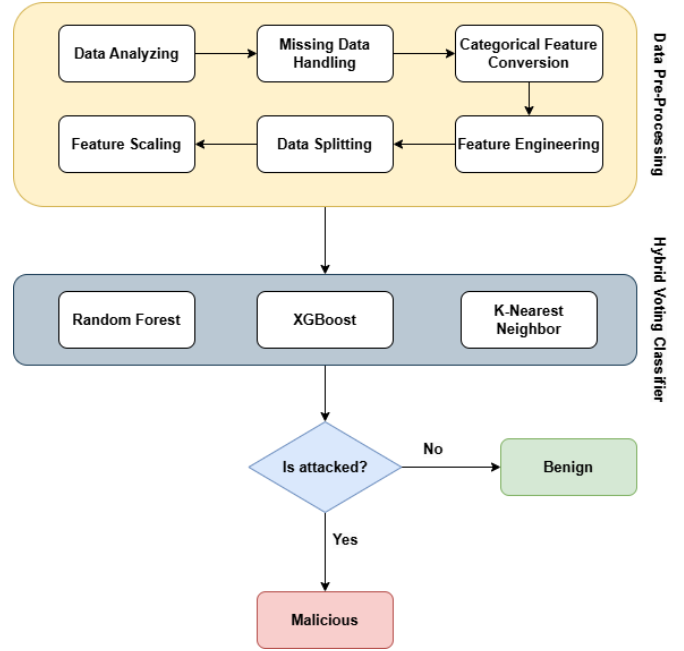 Data Analyzing
Missing Data
Handling
Categorical Feature
Conversion
Feature Scaling
Data Splitting
Feature Engineering
Data Pre-Processing
Random Forest
XGBoost
K-Nearest
Neighbor
Hybrid Voting Classifier
Is attacked?
No
Benign
Yes
Malicious